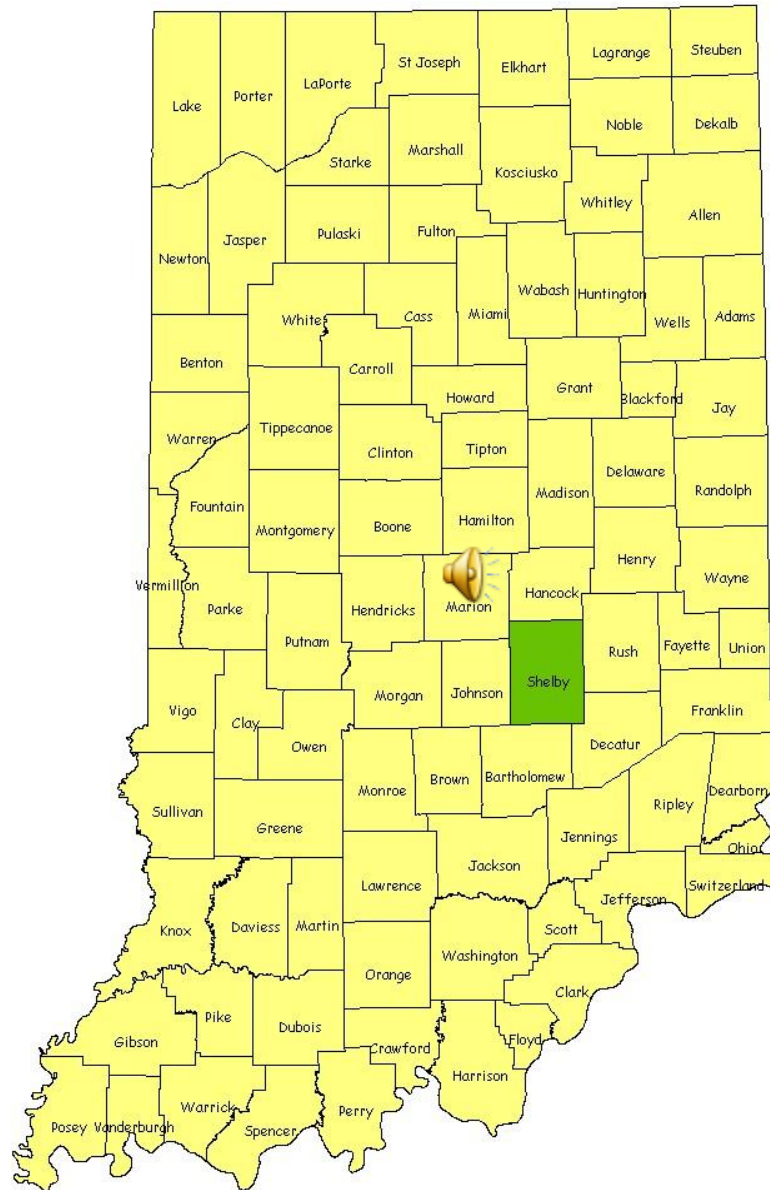 Lake
Porter
LaPorte
St Joseph
Elkhart
Lagrange
Steuben
Noble
Dekalb
Starke
Marshall
Kosciusko
Whitley
Allen
Newton
Jasper
Pulaski
Fulton
White
Cass
Miami
Wabash
Huntington
Wells
Adams
Benton
Carroll
Howard
Grant
Blackford
Jay
Warren
Tippecanoe
Clinton
Tipton
Madison
Delaware
Randolph
Fountain
Montgomery
Boone
Hamilton
Henry
Wayne
Vermillion
Parke
Putnam
Hendricks
Marion
Hancock
Rush
Fayette
Union
Vigo
Clay
Owen
Morgan
Johnson
Shelby
Franklin
Decatur
Sullivan
Greene
Monroe
Brown
Bartholomew
Jennings
Ripley
Dearborn
Ohio
Switzerland
Jefferson
Jackson
Lawrence
Knox
Daviess
Martin
Scott
Washington
Orange
Clark
Gibson
Pike
Dubois
Crawford
Floyd
Harrison
Posey
Vanderburgh
Warrick
Spencer
Perry